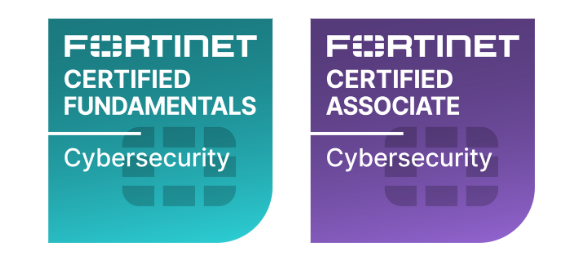 FORTINET
CERTIFIED
FUNDAMENTALS
Cybersecurity
FORTINET
CERTIFIED
ASSOCIATE
Cybersecurity